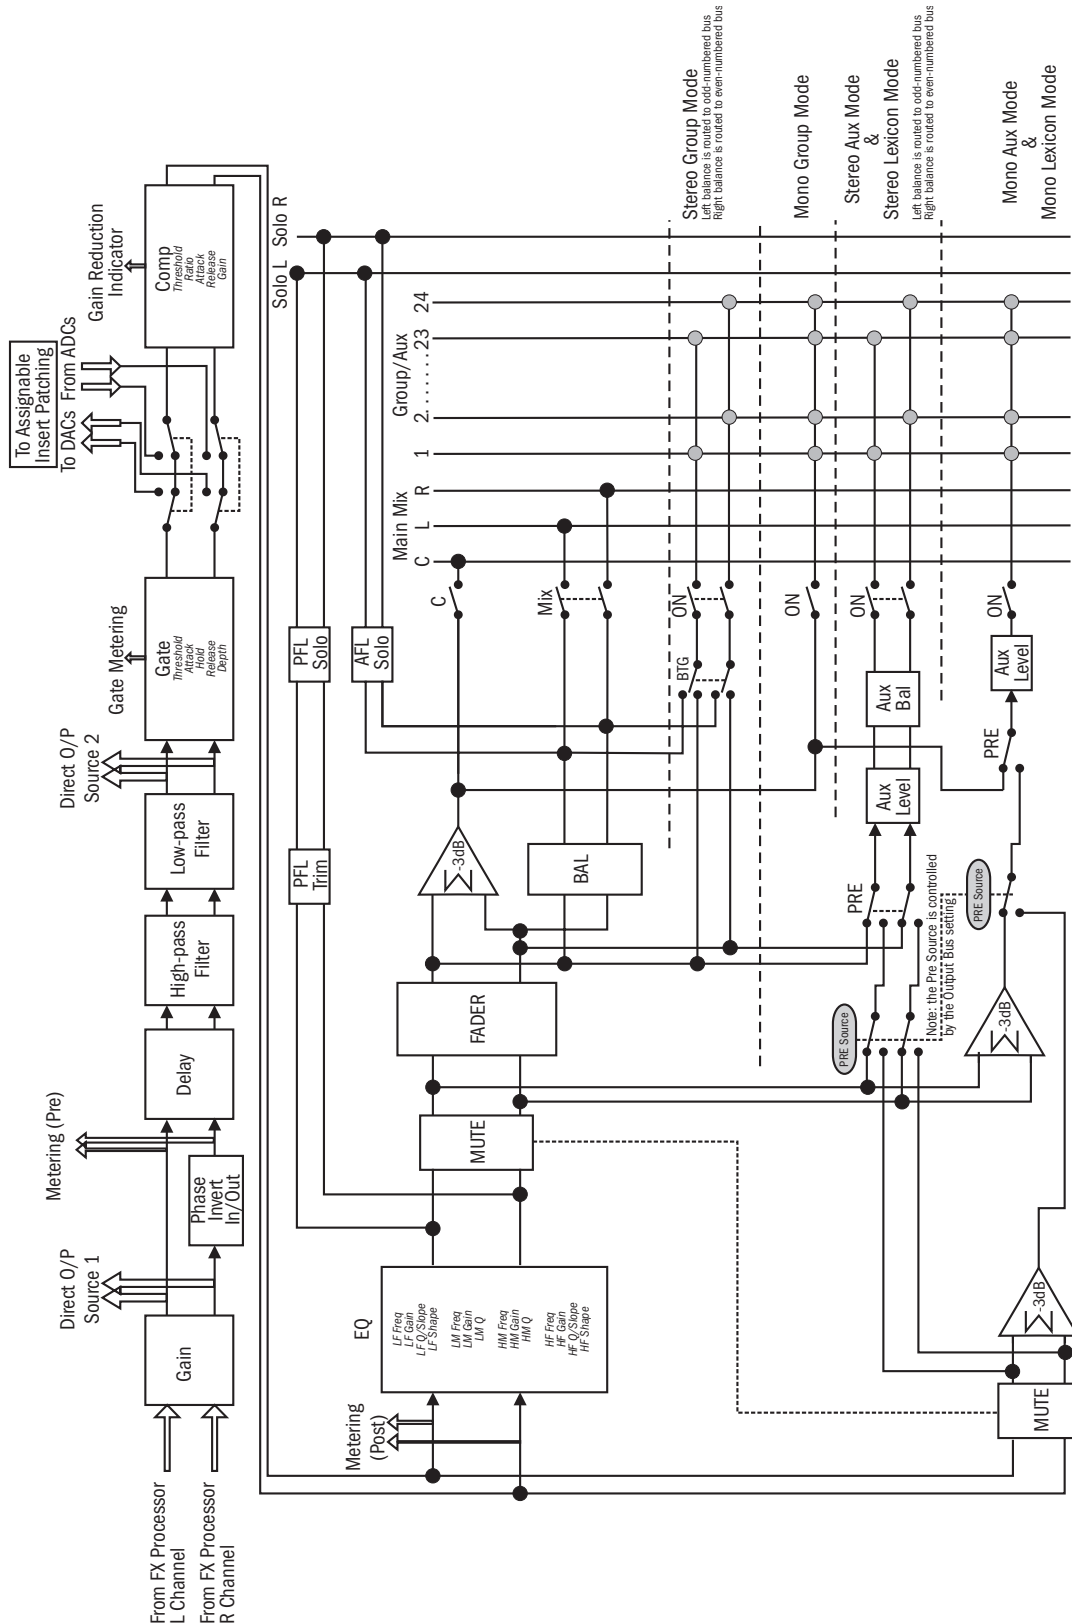 From FX Processor
L Channel
From FX Processor
R Channel
Gain
Direct O/P
Source 1
Phase
Invert
In/Out
Metering (Pre)
Delay
High-pass
Filter
Low-pass
Filter
Direct O/P
Source 2
Gate Metering
Gate
Threshold
Attack
Hold
Release
Depth
To Assignable
Insert Patching
To DACs
From ADCs
Gain Reduction
Indicator
Comp
Threshold
Ratio
Attack
Release
Gain
Metering
(Post)
EQ
LF Freq
LF Gain
LF Q/Slope
LF Shape
LM Freq
LM Gain
LM Q
HM Freq
HM Gain
HM Q
HF Freq
HF Gain
HF Q/Slope
HF Shape
MUTE
FADER
PFL
Trim
PFL
Solo
AFL
Solo
Σ-3dB
BAL
C
Mix
Main Mix
C
L
R
Group/Aux
1
2........23
24
Solo L
Solo R
BTG
ON
Stereo Group Mode
Left balance is routed to odd-numbered bus
Right balance is routed to even-numbered bus
ON
Mono Group Mode
PRE Source
PRE
Aux
Level
Aux
Bal
ON
Stereo Aux Mode
&
Stereo Lexicon Mode
Left balance is routed to odd-numbered bus
Right balance is routed to even-numbered bus
Note: the Pre Source is controlled
by the Output Bus setting
MUTE
Σ-3dB
Σ-3dB
PRE Source
PRE
Aux
Level
ON
Mono Aux Mode
&
Mono Lexicon Mode